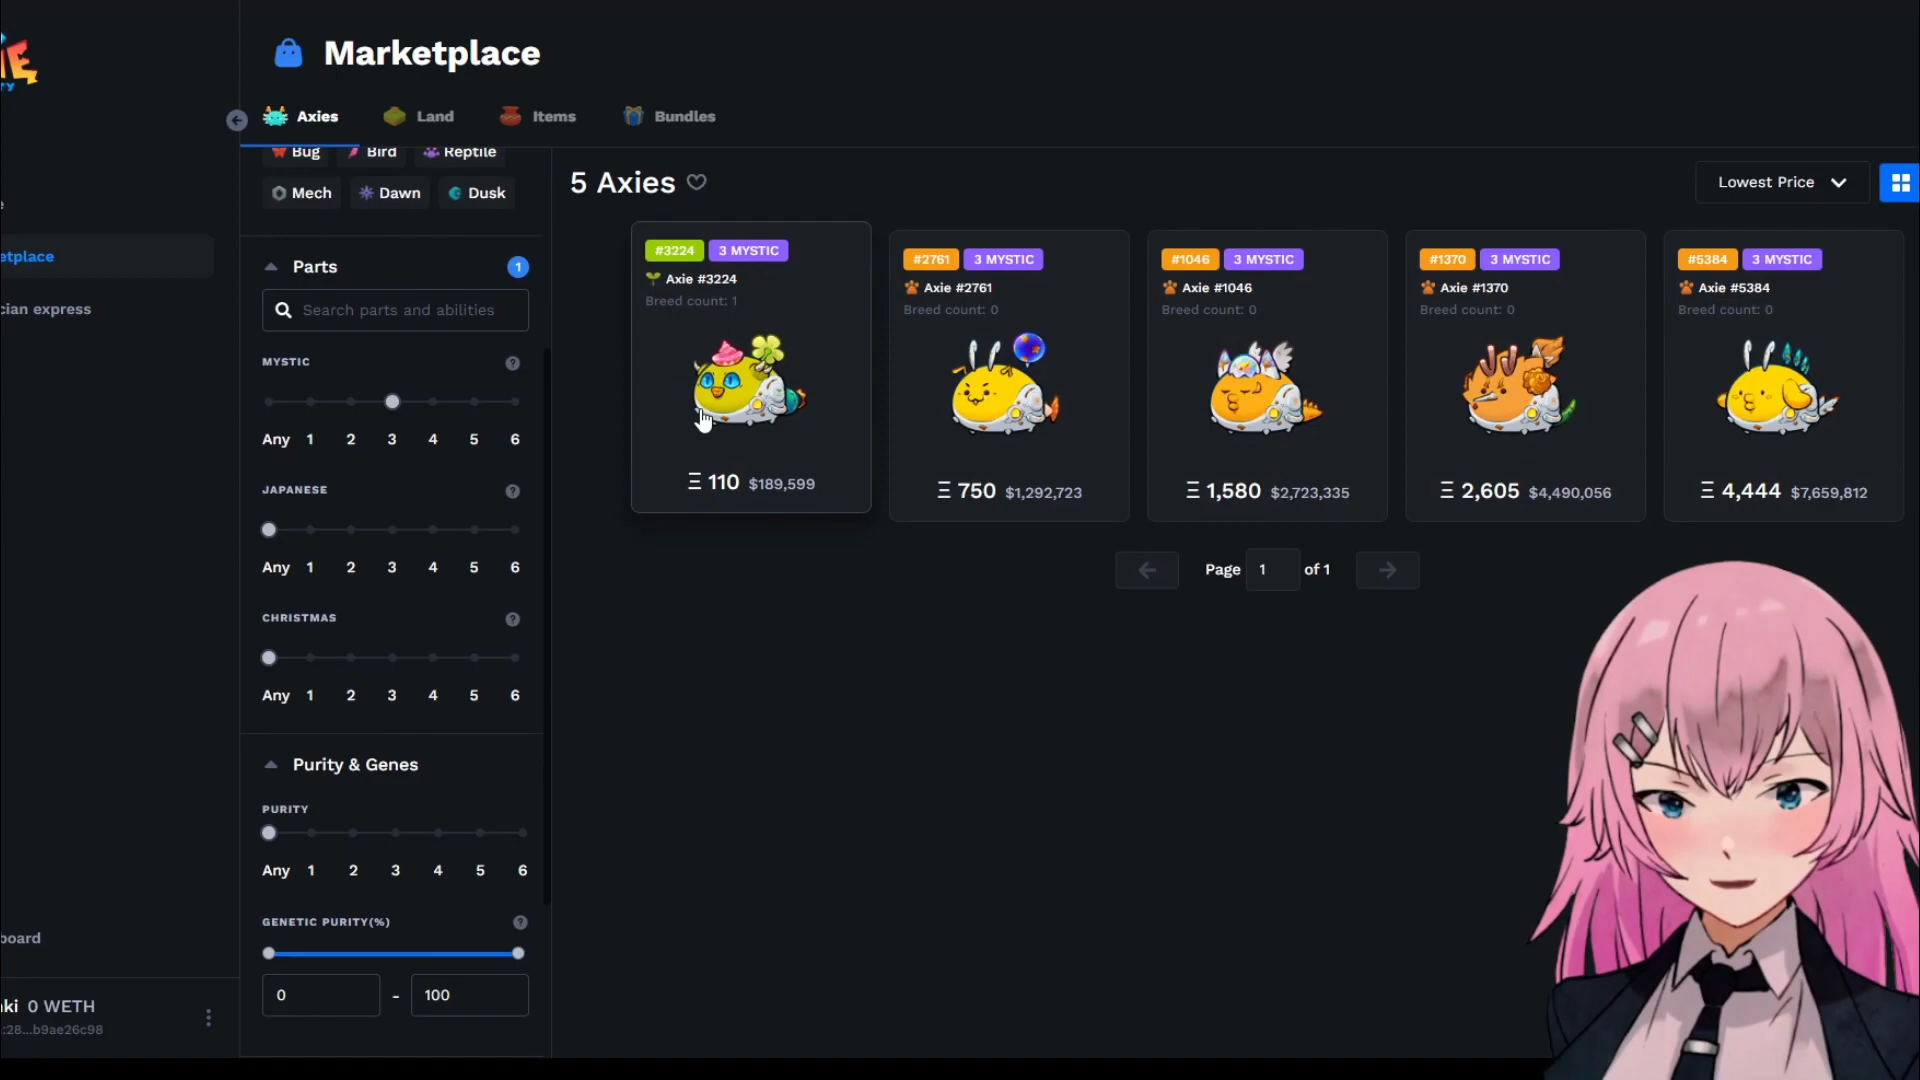 Marketplace
Axies Land Items Bundles
Bug Bird Reptile
Mech Dawn Dusk
etplace
cian express
board
ki 0 WETH
:28...b9ae26c98
Parts 1
Search parts and abilities
MYSTIC ?
Any 1 2 3 4 5 6
JAPANESE ?
Any 1 2 3 4 5 6
CHRISTMAS ?
Any 1 2 3 4 5 6
Purity & Genes
PURITY
Any 1 2 3 4 5 6
GENETIC PURITY(%) ?
0 - 100
5 Axies
Lowest Price
#3224 3 MYSTIC
Axie #3224
Breed count: 1
Ξ 110 $189,599
#2761 3 MYSTIC
Axie #2761
Breed count: 0
Ξ 750 $1,292,723
#1046 3 MYSTIC
Axie #1046
Breed count: 0
Ξ 1,580 $2,723,335
#1370 3 MYSTIC
Axie #1370
Breed count: 0
Ξ 2,605 $4,490,056
#5384 3 MYSTIC
Axie #5384
Breed count: 0
Ξ 4,444 $7,659,812
Page 1 of 1